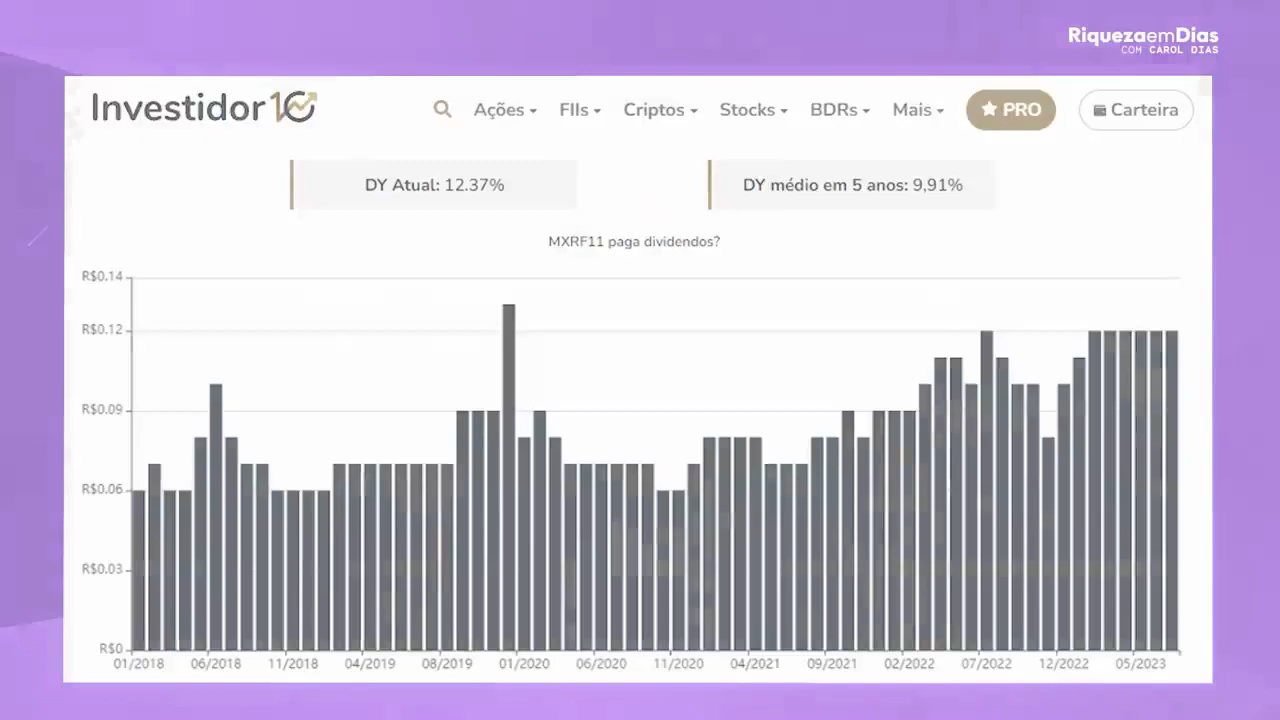 RiquezaemDias
COM CAROL DIAS
Investidor10
Ações
FIIs
Criptos
Stocks
BDRs
Mais
PRO
Carteira
DY Atual: 12.37%
DY médio em 5 anos: 9,91%
MXRF11 paga dividendos?
R$0.14
R$0.12
R$0.09
R$0.06
R$0.03
R$0
01/2018 06/2018 11/2018 04/2019 08/2019 01/2020 06/2020 11/2020 04/2021 09/2021 02/2022 07/2022 12/2022 05/2023